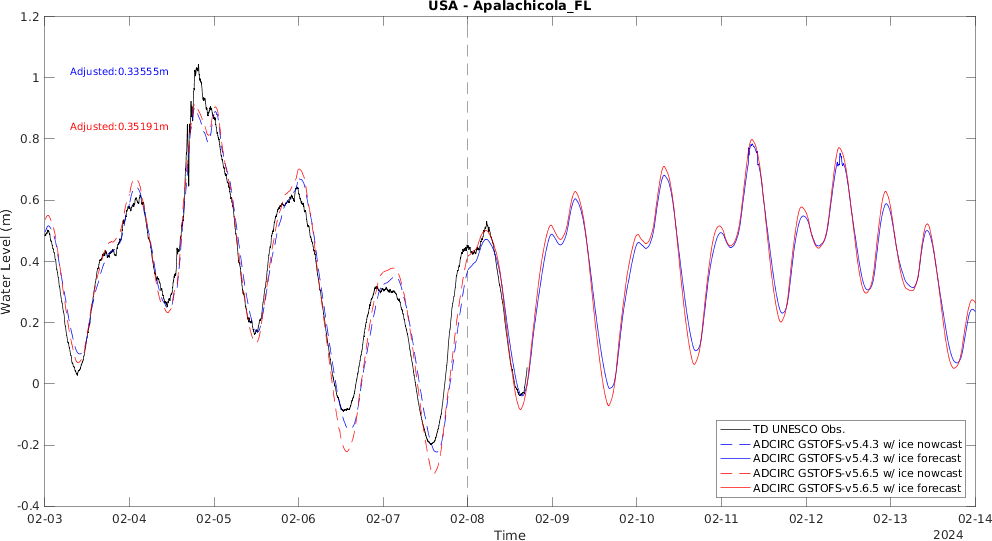 USA - Apalachicola_FL
1.2
1
0.8
0.6
0.4
0.2
0
-0.2
-0.4
Water Level (m)
Adjusted:0.33555m
Adjusted:0.35191m
TD UNESCO Obs.
ADCIRC GSTOFS-v5.4.3 w/ ice nowcast
ADCIRC GSTOFS-v5.4.3 w/ ice forecast
ADCIRC GSTOFS-v5.6.5 w/ ice nowcast
ADCIRC GSTOFS-v5.6.5 w/ ice forecast
02-03 02-04 02-05 02-06 02-07 02-08 02-09 02-10 02-11 02-12 02-13 02-14
Time
2024